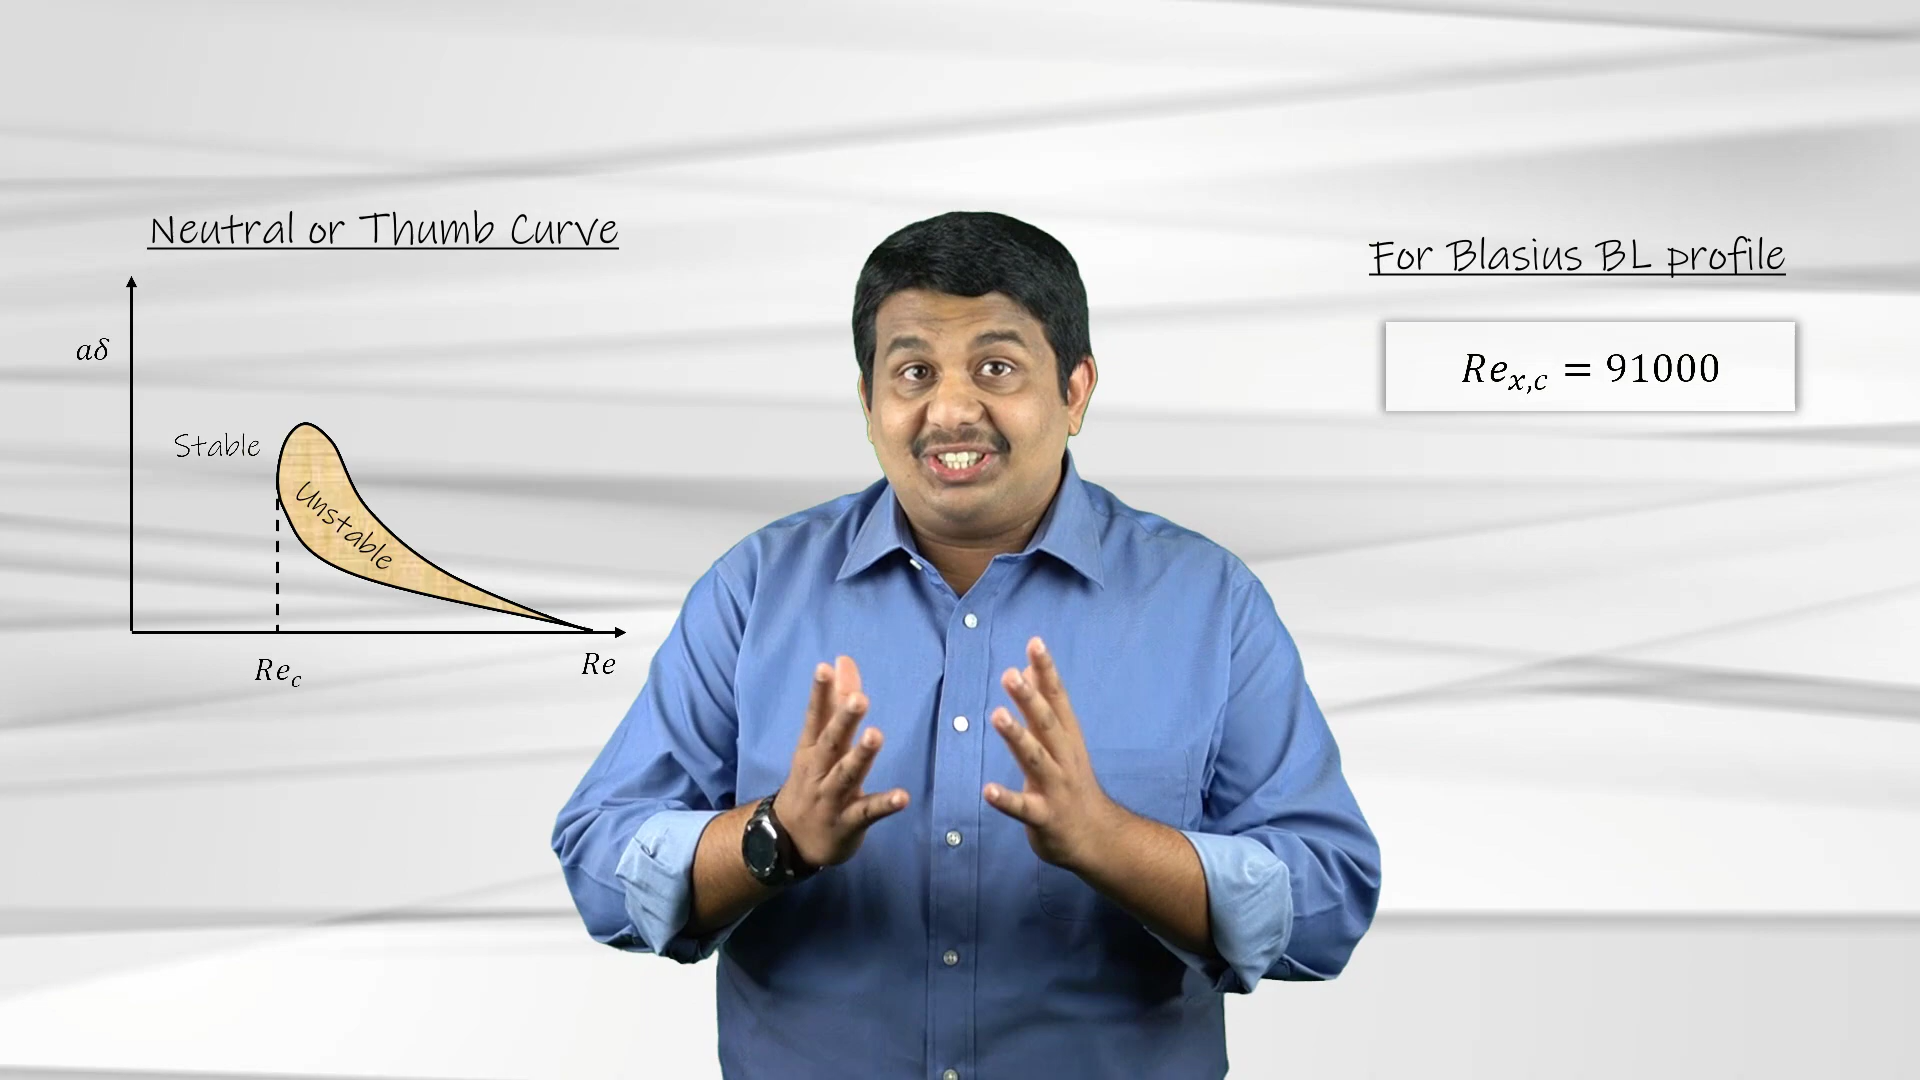 Neutral or Thumb Curve
aδ
Stable
Unstable
Re_c
Re
For Blasius BL profile
Re_{x,c} = 91000